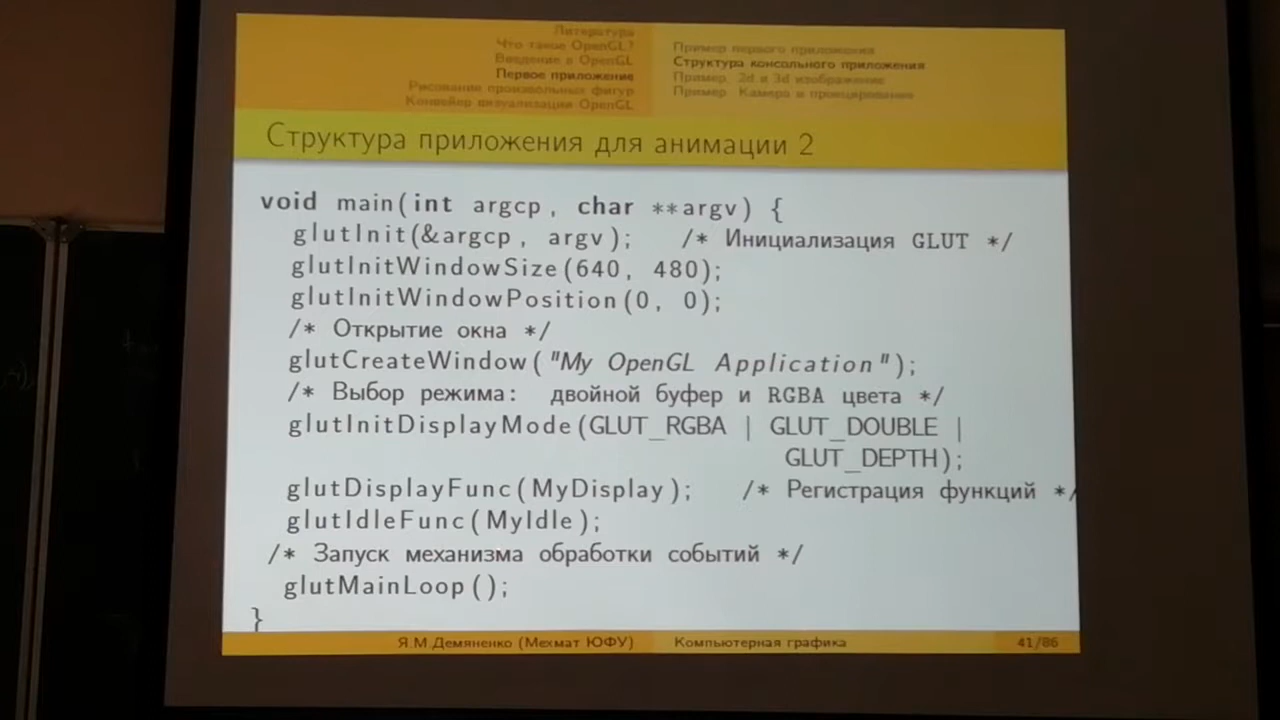 Литература
Что такое OpenGL?
Введение в OpenGL
Первое приложение
Рисование произвольных фигур
Конвейер визуализации OpenGL
Пример первого приложения
Структура консольного приложения
Пример. 2d и 3d изображение
Пример. Камера и проецирование
Структура приложения для анимации 2
void main(int argcp, char **argv) {
glutInit(&argcp, argv); /* Инициализация GLUT */
glutInitWindowSize(640, 480);
glutInitWindowPosition(0, 0);
/* Открытие окна */
glutCreateWindow("My OpenGL Application");
/* Выбор режима: двойной буфер и RGBA цвета */
glutInitDisplayMode(GLUT_RGBA | GLUT_DOUBLE |
GLUT_DEPTH);
glutDisplayFunc(MyDisplay); /* Регистрация функций */
glutIdleFunc(MyIdle);
/* Запуск механизма обработки событий */
glutMainLoop();
}
Я.М.Демяненко (Мехмат ЮФУ) Компьютерная графика 41/86